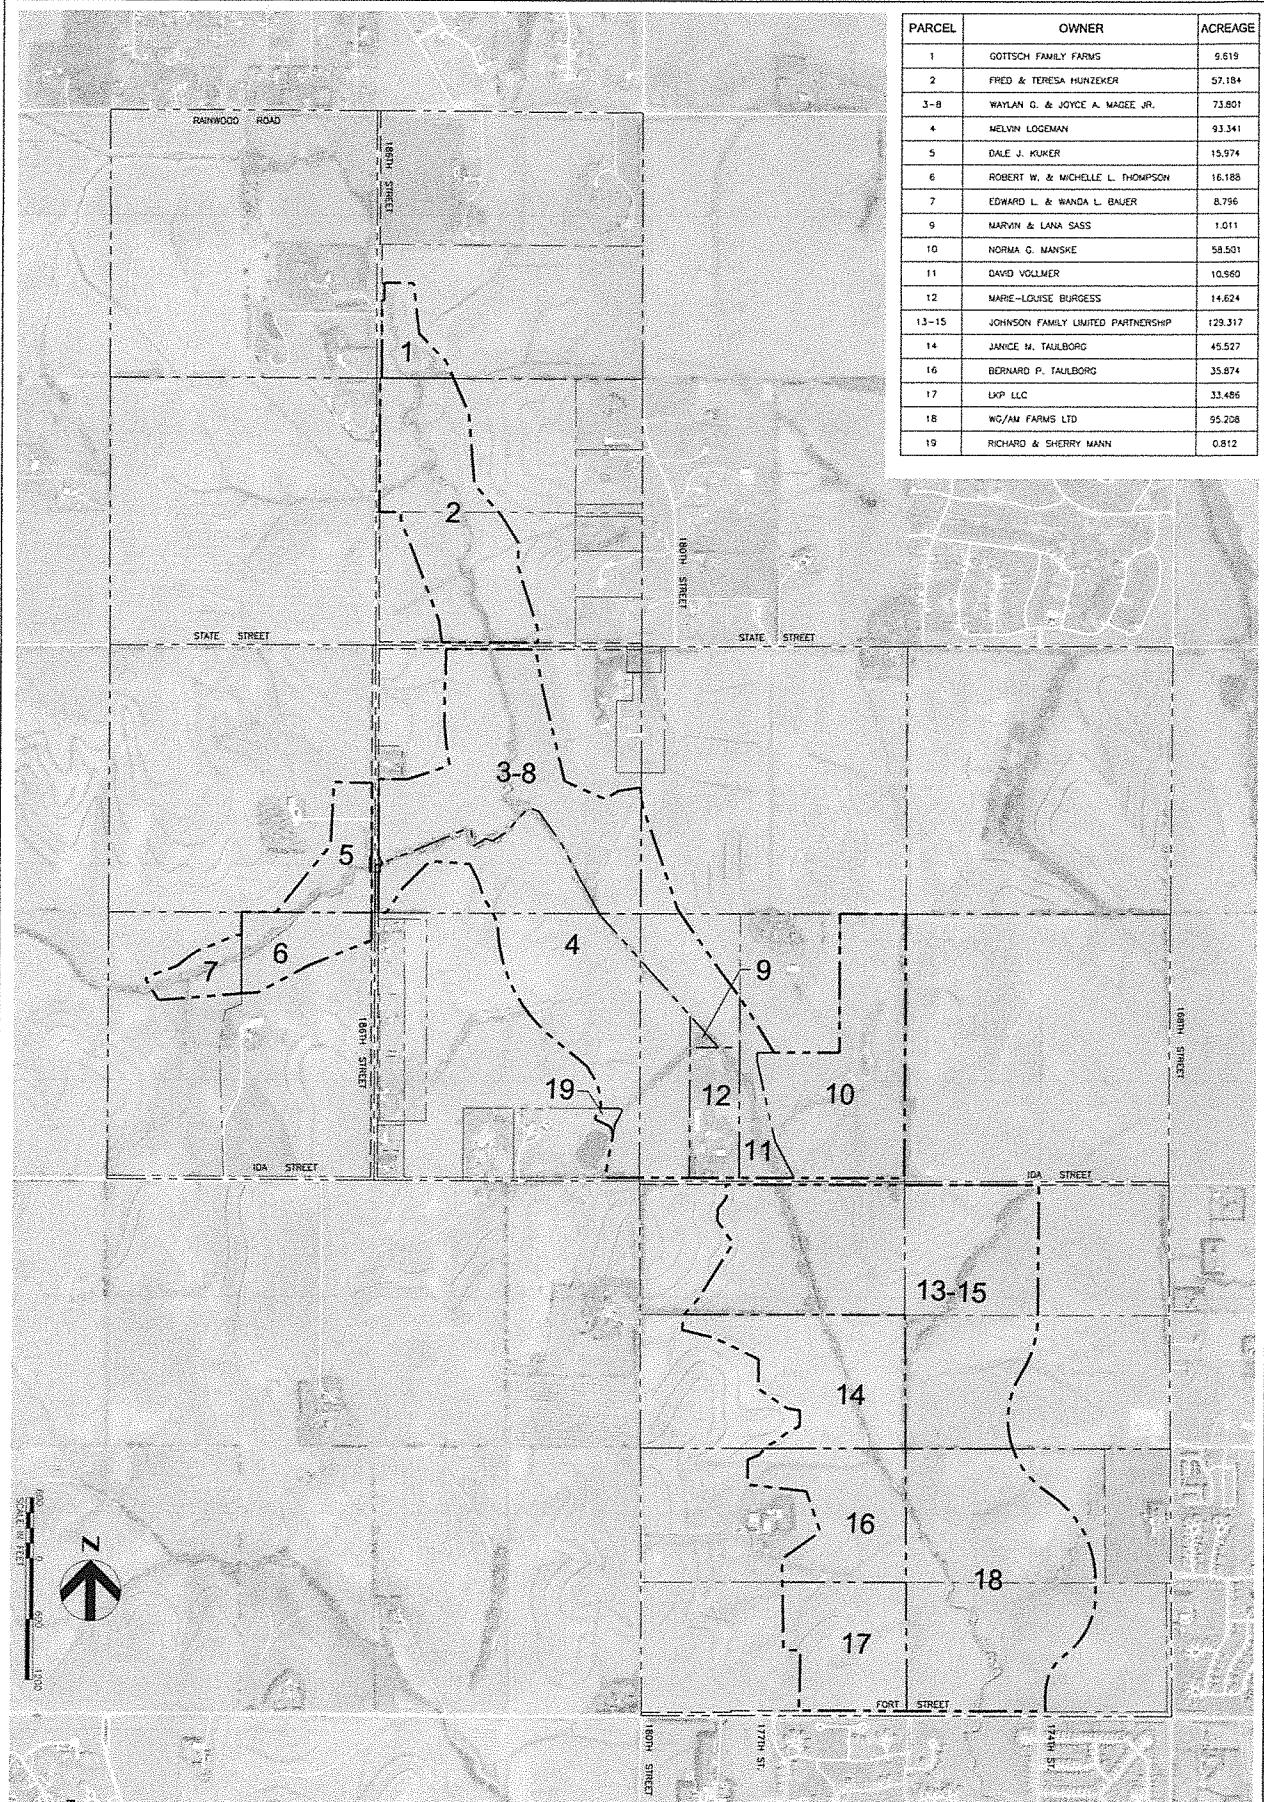 PARCEL OWNER ACREAGE
1 GOTTSCH FAMILY FARMS 9.619
2 FRED & TERESA HUNZEKER 57.184
3-8 WAYLAN G. & JOYCE A. MAGEE JR. 73.801
4 MELVIN LOGEMAN 93.341
5 DALE J. KUKER 15.974
6 ROBERT W. & MICHELLE L. THOMPSON 16.188
7 EDWARD L. & WANDA L. BAUER 8.796
9 MARVIN & LANA SASS 1.011
10 NORMA G. MANSKE 58.501
11 DAVID VOLLMER 10.960
12 MARIE-LOUISE BURGESS 14.624
13-15 JOHNSON FAMILY LIMITED PARTNERSHIP 129.317
14 JANICE M. TAULBORG 45.527
16 BERNARD P. TAULBORG 35.874
17 LKP LLC 33.486
18 WG/AM FARMS LTD 95.208
19 RICHARD & SHERRY MANN 0.812
RAINWOOD ROAD
186TH STREET
1
2
180TH STREET
STATE STREET
STATE STREET
3-8
5
4
6
7
9
186TH STREET
168TH STREET
19
12
10
11
IDA STREET
IDA STREET
13-15
14
16
18
17
N
600 0 600 1200
SCALE IN FEET
FORT STREET
180TH STREET
177TH ST.
174TH ST.